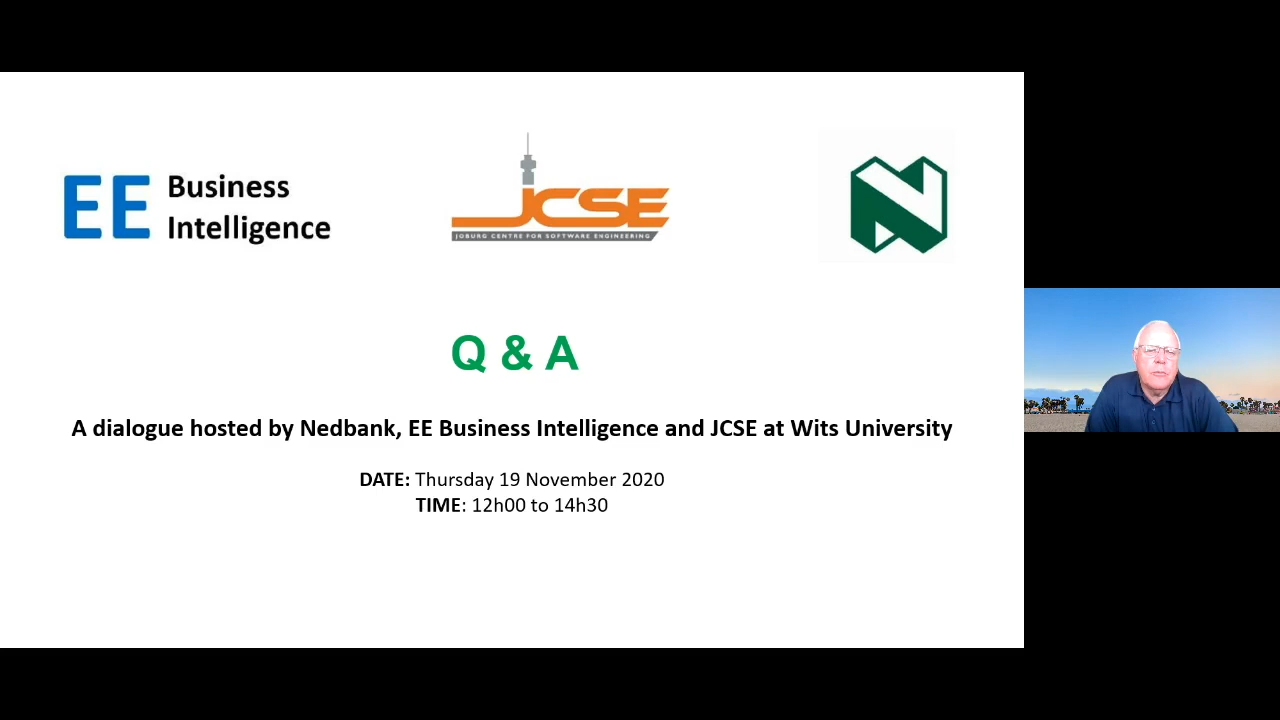 EE Business
Intelligence
JCSE
JOBURG CENTRE FOR SOFTWARE ENGINEERING
N
Q & A
A dialogue hosted by Nedbank, EE Business Intelligence and JCSE at Wits University
DATE: Thursday 19 November 2020
TIME: 12h00 to 14h30